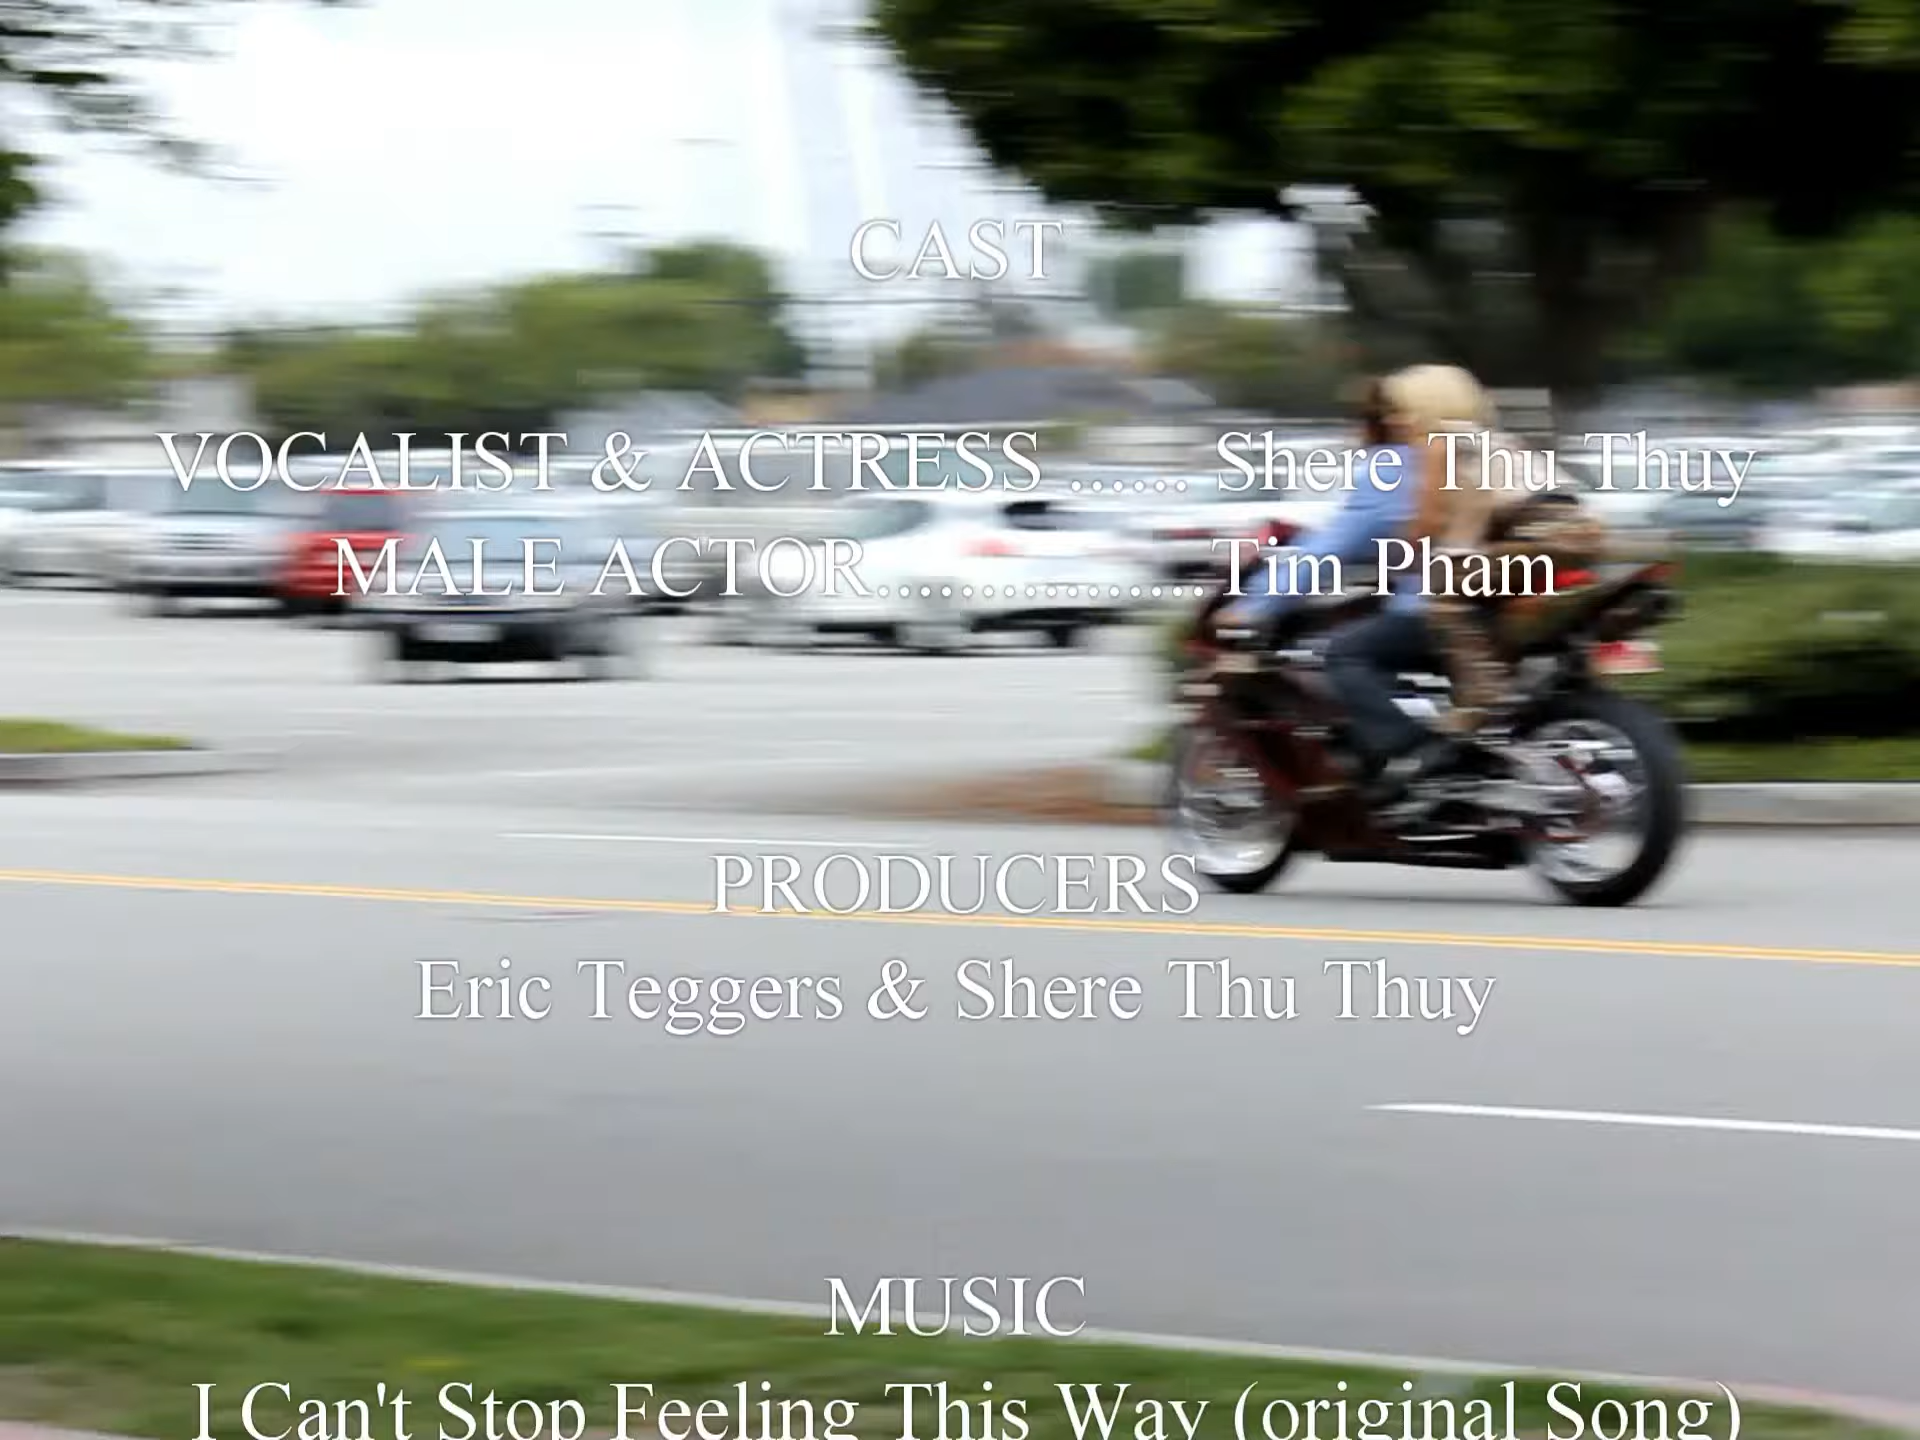 CAST
VOCALIST & ACTRESS ...... Shere Thu Thuy
MALE ACTOR................Tim Pham
PRODUCERS
Eric Teggers & Shere Thu Thuy
MUSIC
I Can't Stop Feeling This Way (original Song)